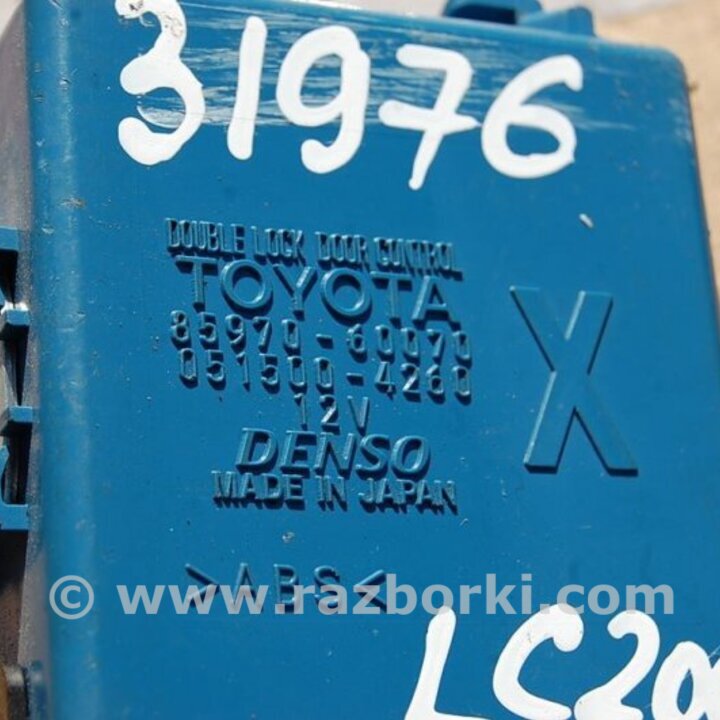 31976
DOUBLE LOCK DOOR CONTROL
TOYOTA
85970-60070
051500-4260
12V
X
DENSO
MADE IN JAPAN
>ABS<
© www.razborki.com
LC200